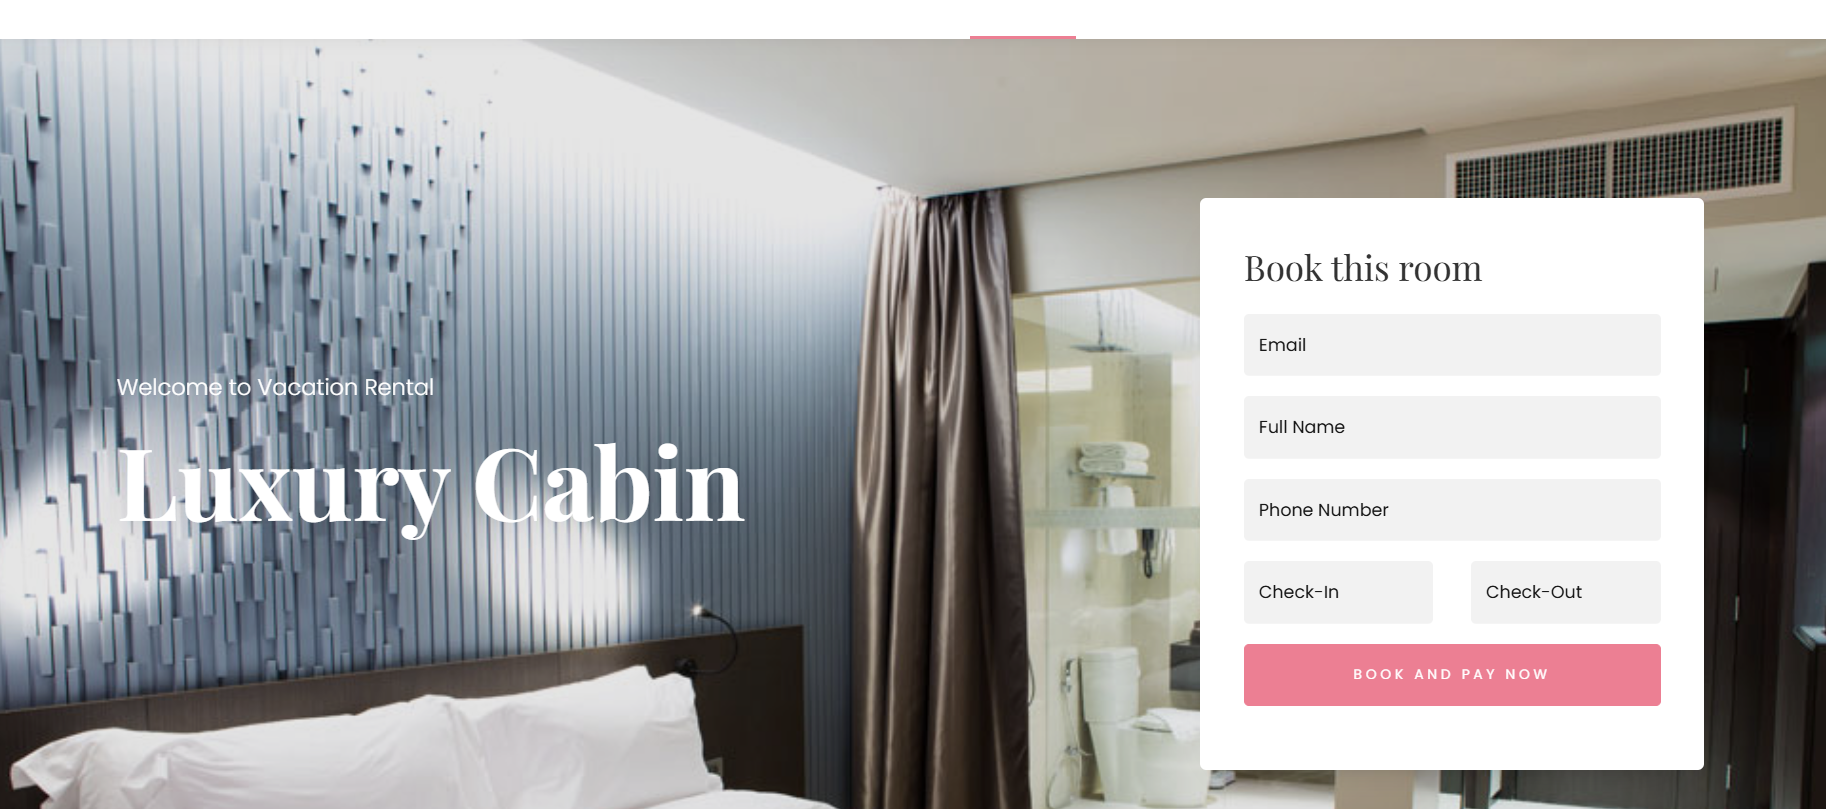 Welcome to Vacation Rental
Luxury Cabin
Book this room
Email
Full Name
Phone Number
Check-In
Check-Out
BOOK AND PAY NOW